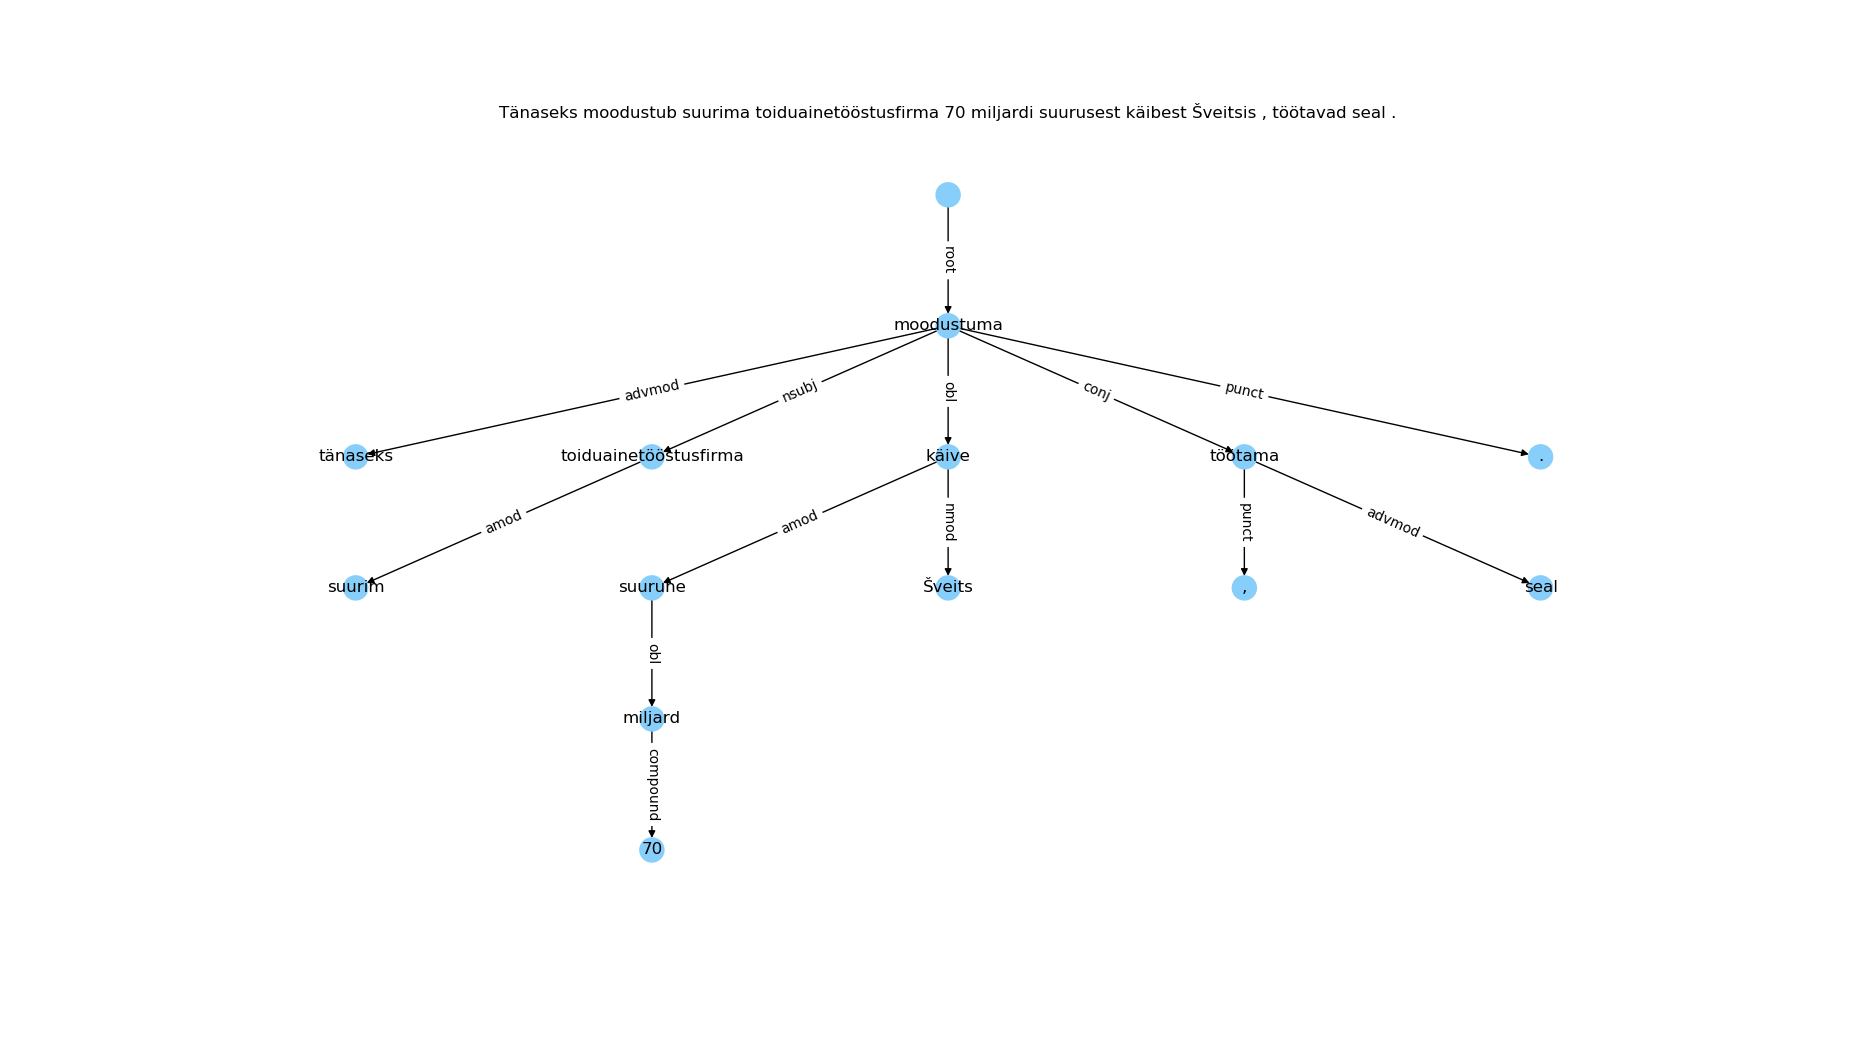 Tänaseks moodustub suurima toiduainetööstusfirma 70 miljardi suurusest käibest Šveitsis , töötavad seal .
root
moodustuma
advmod nsubj obl conj punct
tänaseks toiduainetööstusfirma käive töötama .
amod amod nmod punct advmod
suurim suurune Šveits , seal
obl
miljard
compound
70